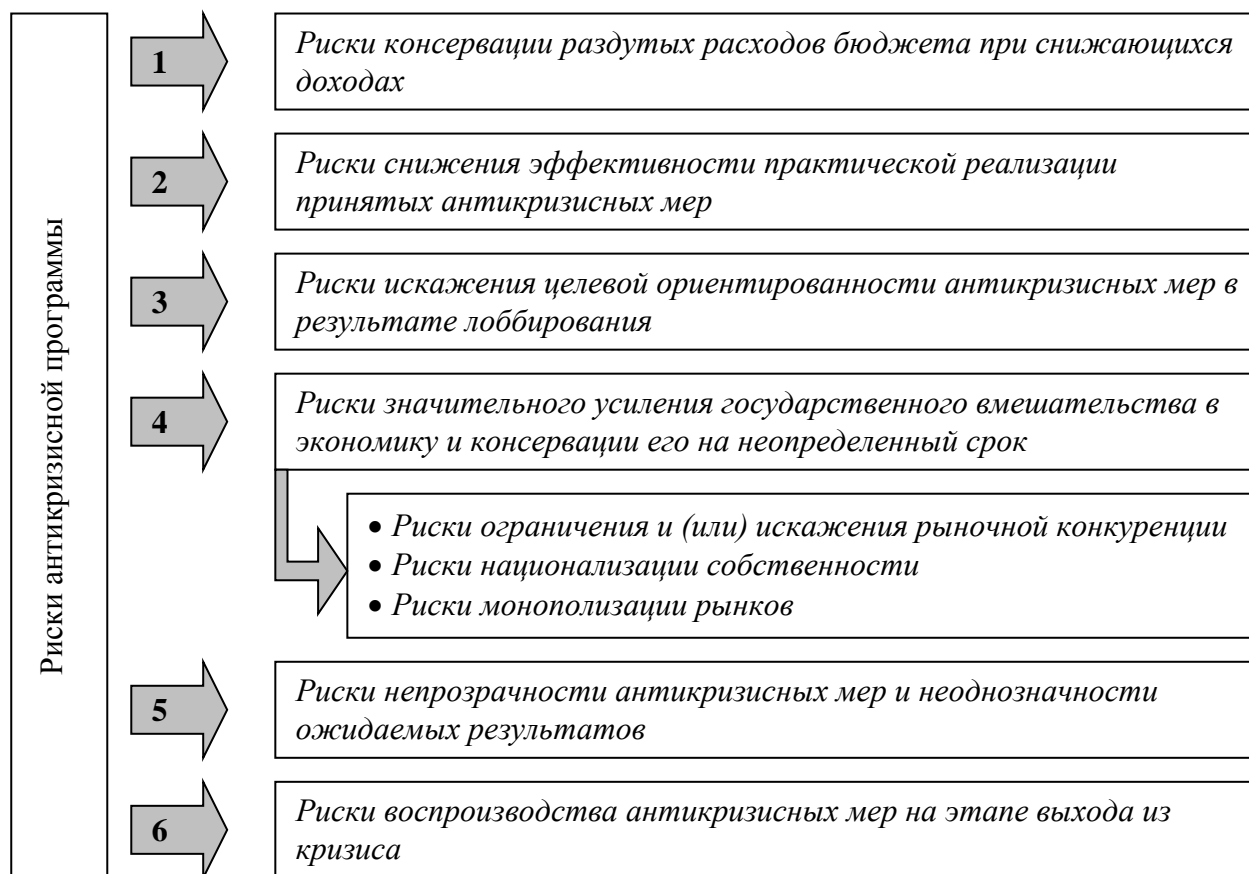 Риски антикризисной программы
1
Риски консервации раздутых расходов бюджета при снижающихся
доходах
2
Риски снижения эффективности практической реализации
принятых антикризисных мер
3
Риски искажения целевой ориентированности антикризисных мер в
результате лоббирования
4
Риски значительного усиления государственного вмешательства в
экономику и консервации его на неопределенный срок
• Риски ограничения и (или) искажения рыночной конкуренции
• Риски национализации собственности
• Риски монополизации рынков
5
Риски непрозрачности антикризисных мер и неоднозначности
ожидаемых результатов
6
Риски воспроизводства антикризисных мер на этапе выхода из
кризиса